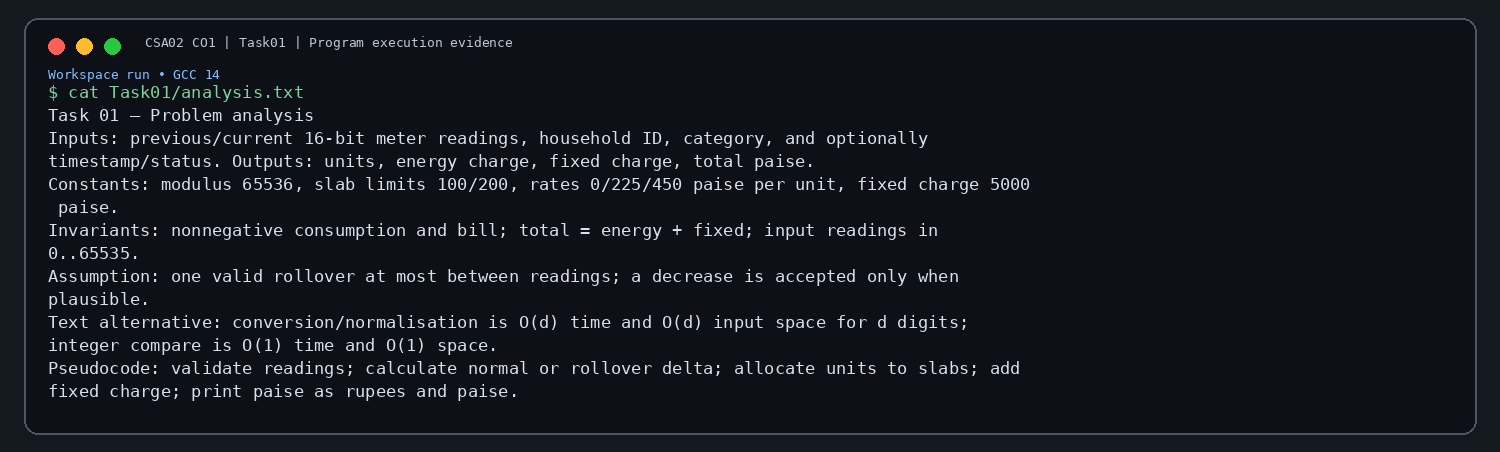 CSA02 CO1 | Task01 | Program execution evidence
Workspace run • GCC 14
$ cat Task01/analysis.txt
Task 01 — Problem analysis
Inputs: previous/current 16-bit meter readings, household ID, category, and optionally
timestamp/status. Outputs: units, energy charge, fixed charge, total paise.
Constants: modulus 65536, slab limits 100/200, rates 0/225/450 paise per unit, fixed charge 5000
 paise.
Invariants: nonnegative consumption and bill; total = energy + fixed; input readings in
0..65535.
Assumption: one valid rollover at most between readings; a decrease is accepted only when
plausible.
Text alternative: conversion/normalisation is O(d) time and O(d) input space for d digits;
integer compare is O(1) time and O(1) space.
Pseudocode: validate readings; calculate normal or rollover delta; allocate units to slabs; add
fixed charge; print paise as rupees and paise.